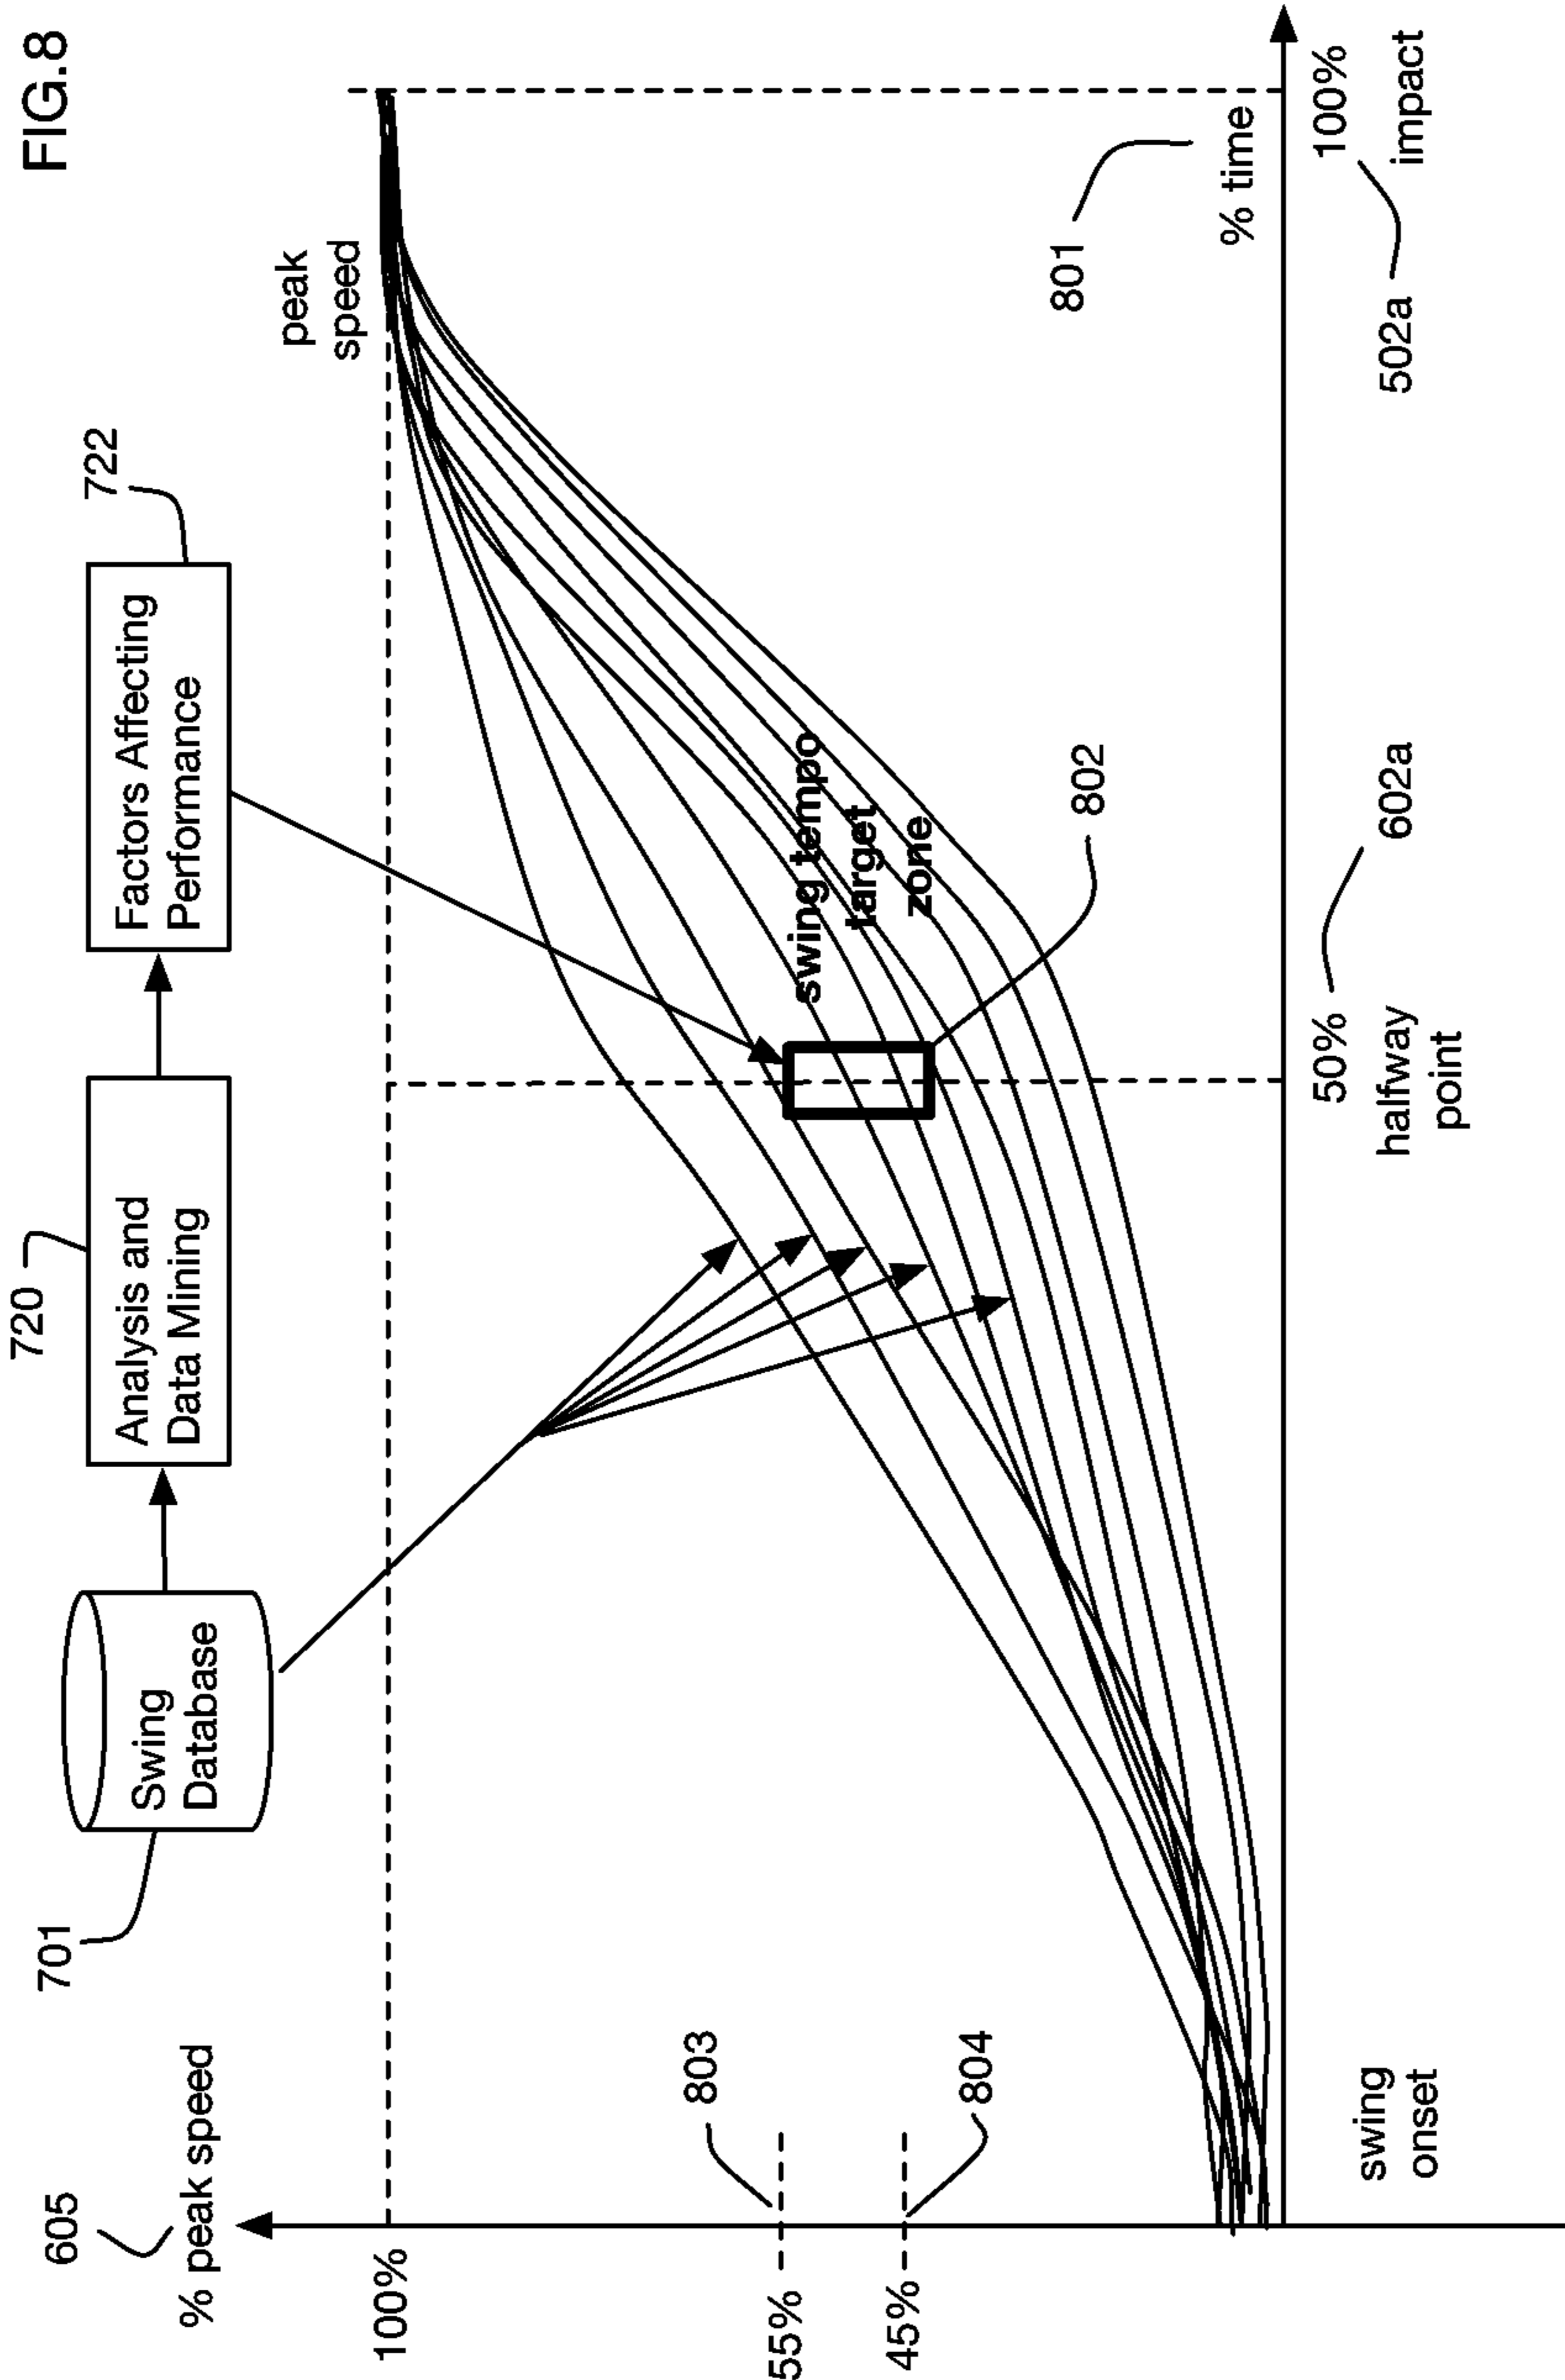 FIG.8
701
Swing
Database
720
Analysis and
Data Mining
722
Factors Affecting
Performance
605
% peak speed
100%
peak
speed
803
55%
804
45%
swing tempo
target
zone
802
801
% time
swing
onset
50%
halfway
point
602a
100%
impact
502a